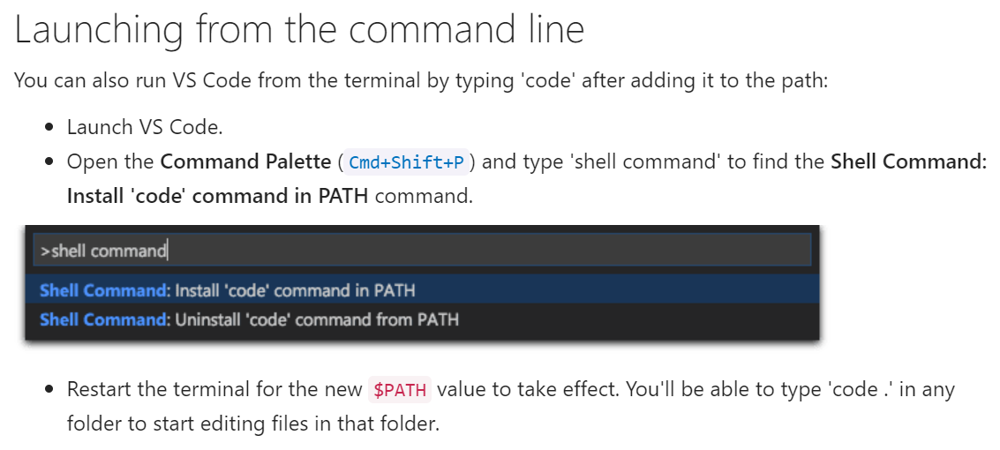 Launching from the command line
You can also run VS Code from the terminal by typing 'code' after adding it to the path:
• Launch VS Code.
• Open the Command Palette (Cmd+Shift+P) and type 'shell command' to find the Shell Command:
Install 'code' command in PATH command.
>shell command
Shell Command: Install 'code' command in PATH
Shell Command: Uninstall 'code' command from PATH
• Restart the terminal for the new $PATH value to take effect. You'll be able to type 'code .' in any
folder to start editing files in that folder.